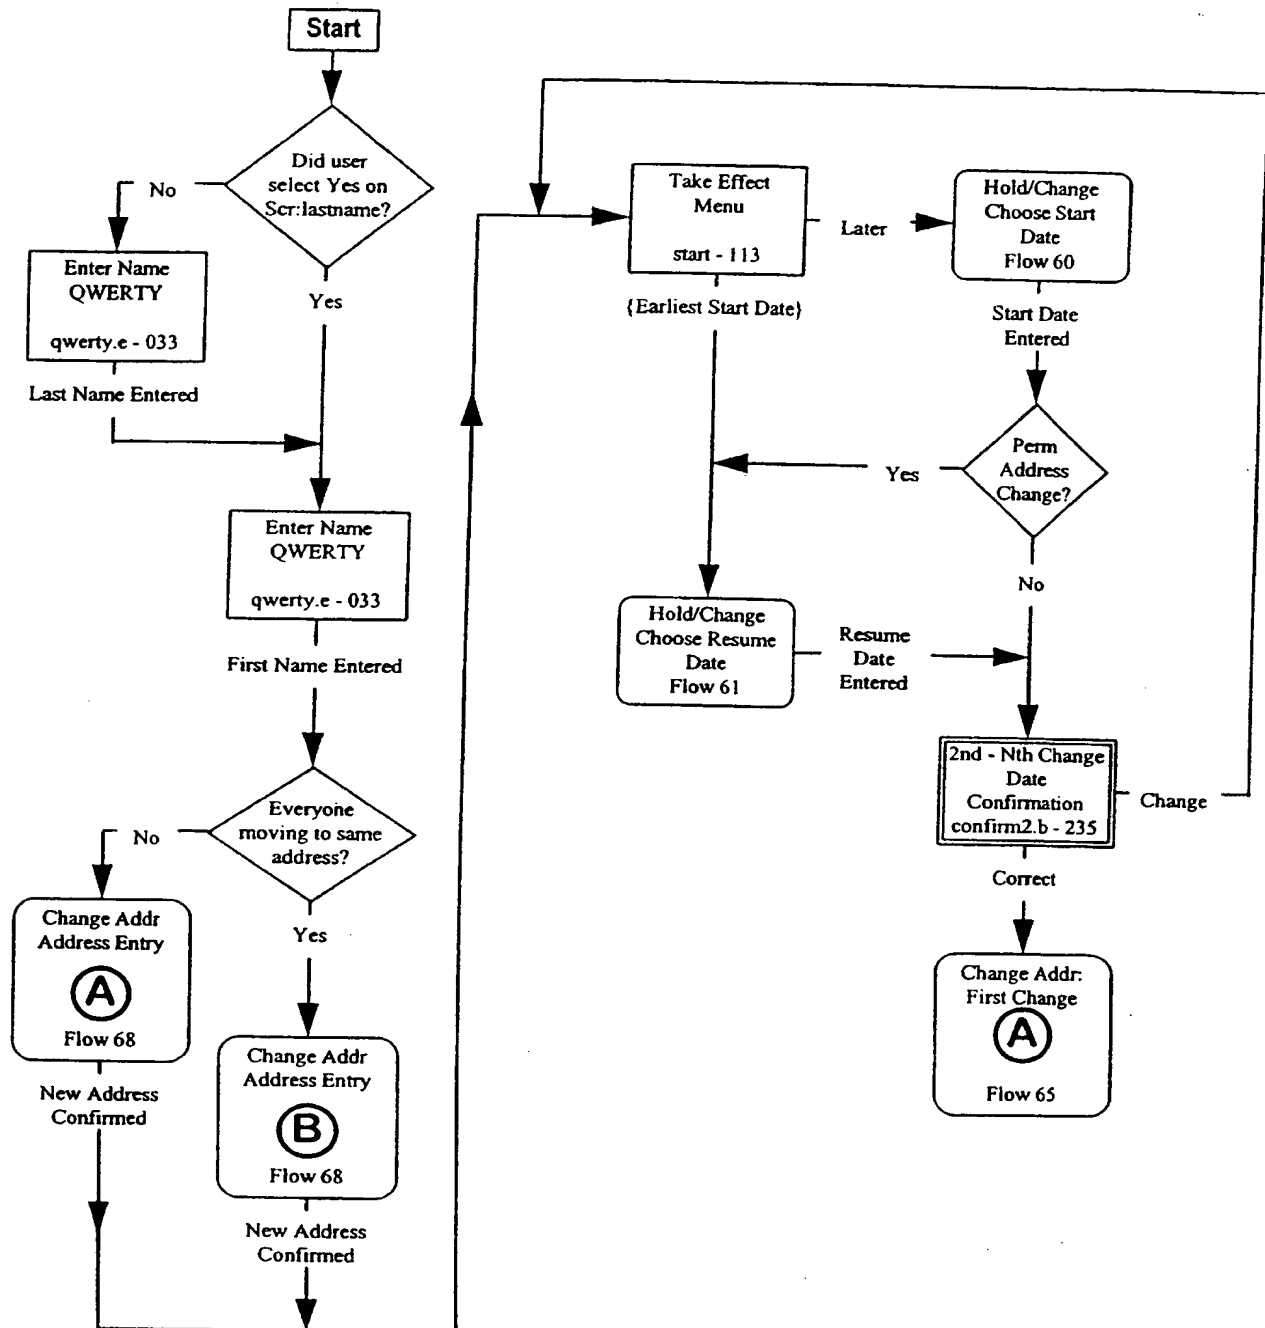 Start
Did user
select Yes on
Scr:lastname?
No
Yes
Enter Name
QWERTY
qwerty.e - 033
Last Name Entered
Enter Name
QWERTY
qwerty.e - 033
First Name Entered
Everyone
moving to same
address?
No
Yes
Change Addr
Address Entry
A
Flow 68
New Address
Confirmed
Change Addr
Address Entry
B
Flow 68
New Address
Confirmed
Take Effect
Menu
start - 113
Later
{Earliest Start Date}
Hold/Change
Choose Start
Date
Flow 60
Start Date
Entered
Perm
Address
Change?
Yes
No
Hold/Change
Choose Resume
Date
Flow 61
Resume
Date
Entered
2nd - Nth Change
Date
Confirmation
confirm2.b - 235
Change
Correct
Change Addr:
First Change
A
Flow 65